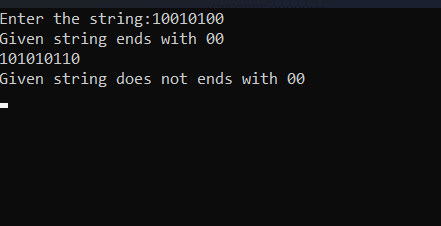 Enter the string:10010100
Given string ends with 00
101010110
Given string does not ends with 00